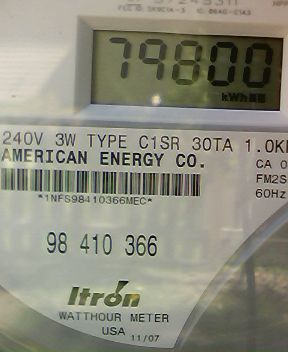 79800
kWh
240V 3W TYPE C1SR 30TA 1.0K
AMERICAN ENERGY CO.
CA 0
FM2S
60Hz
*1NFS98410366MEC*
98 410 366
Itron
WATTHOUR METER
USA 11/07